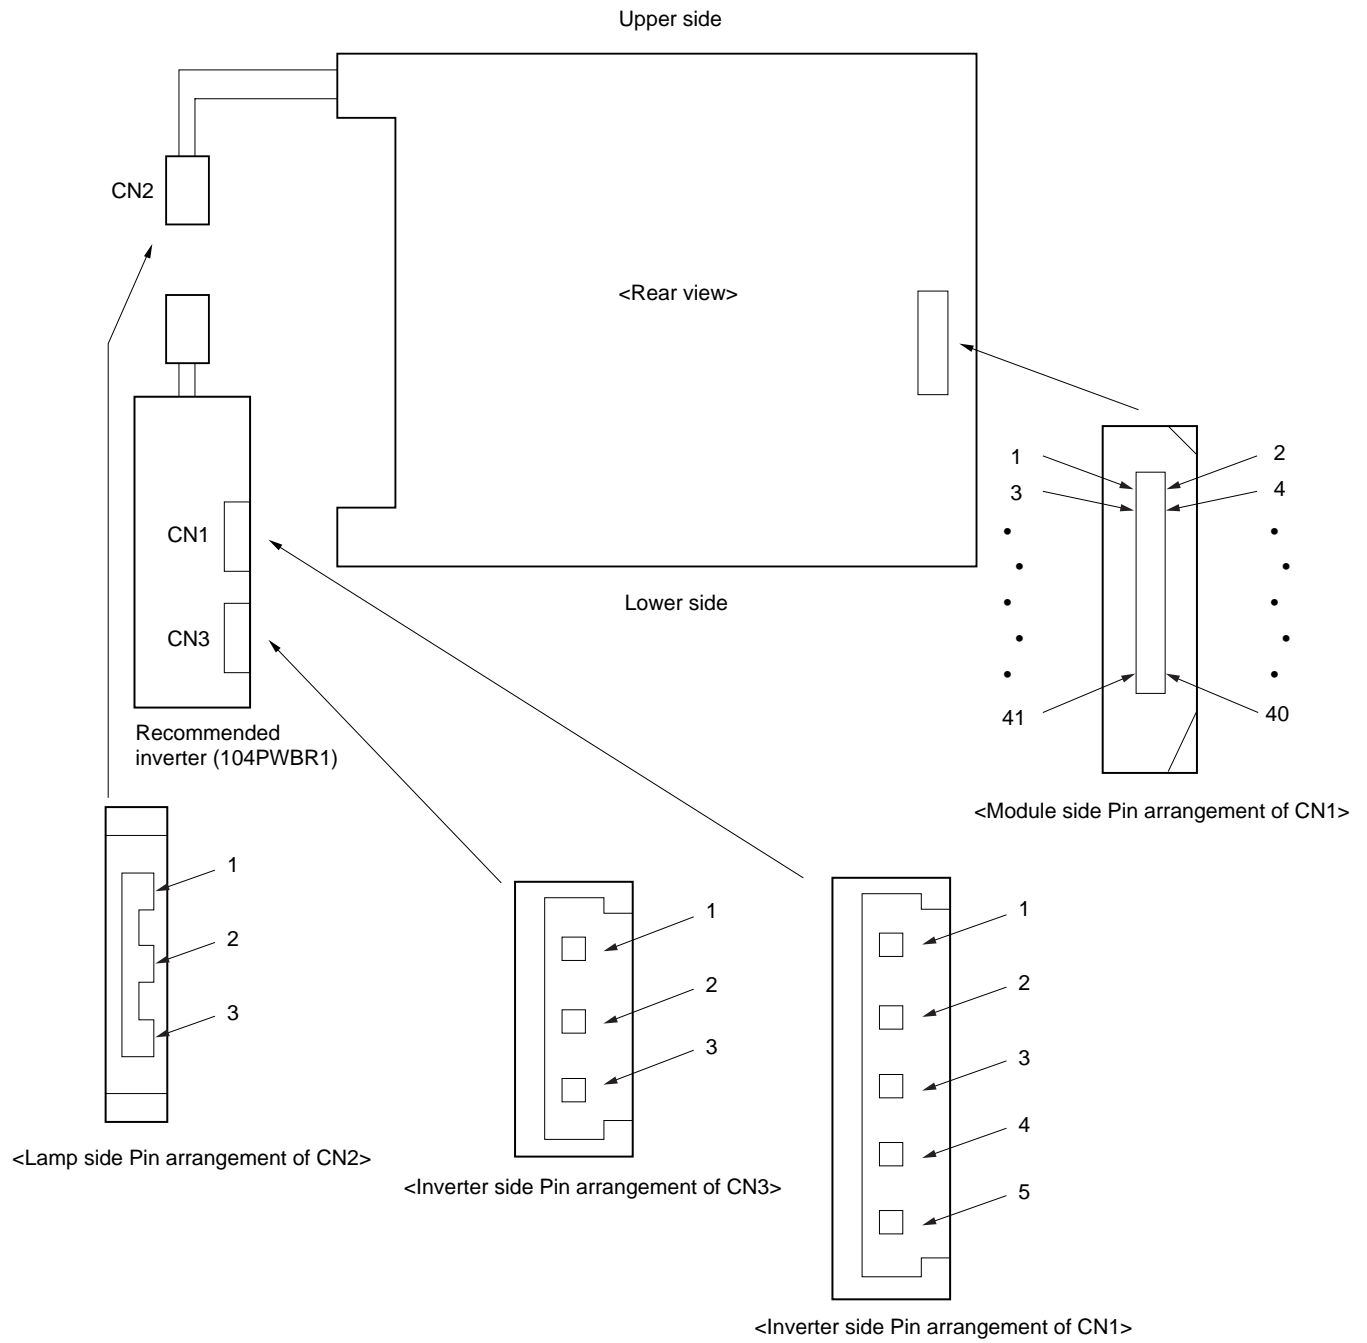 Upper side
CN2
<Rear view>
1 2
3 4
CN1
Lower side
CN3
41 40
Recommended
inverter (104PWBR1)
<Module side Pin arrangement of CN1>
1
2
3
<Lamp side Pin arrangement of CN2>
1
2
3
<Inverter side Pin arrangement of CN3>
1
2
3
4
5
<Inverter side Pin arrangement of CN1>